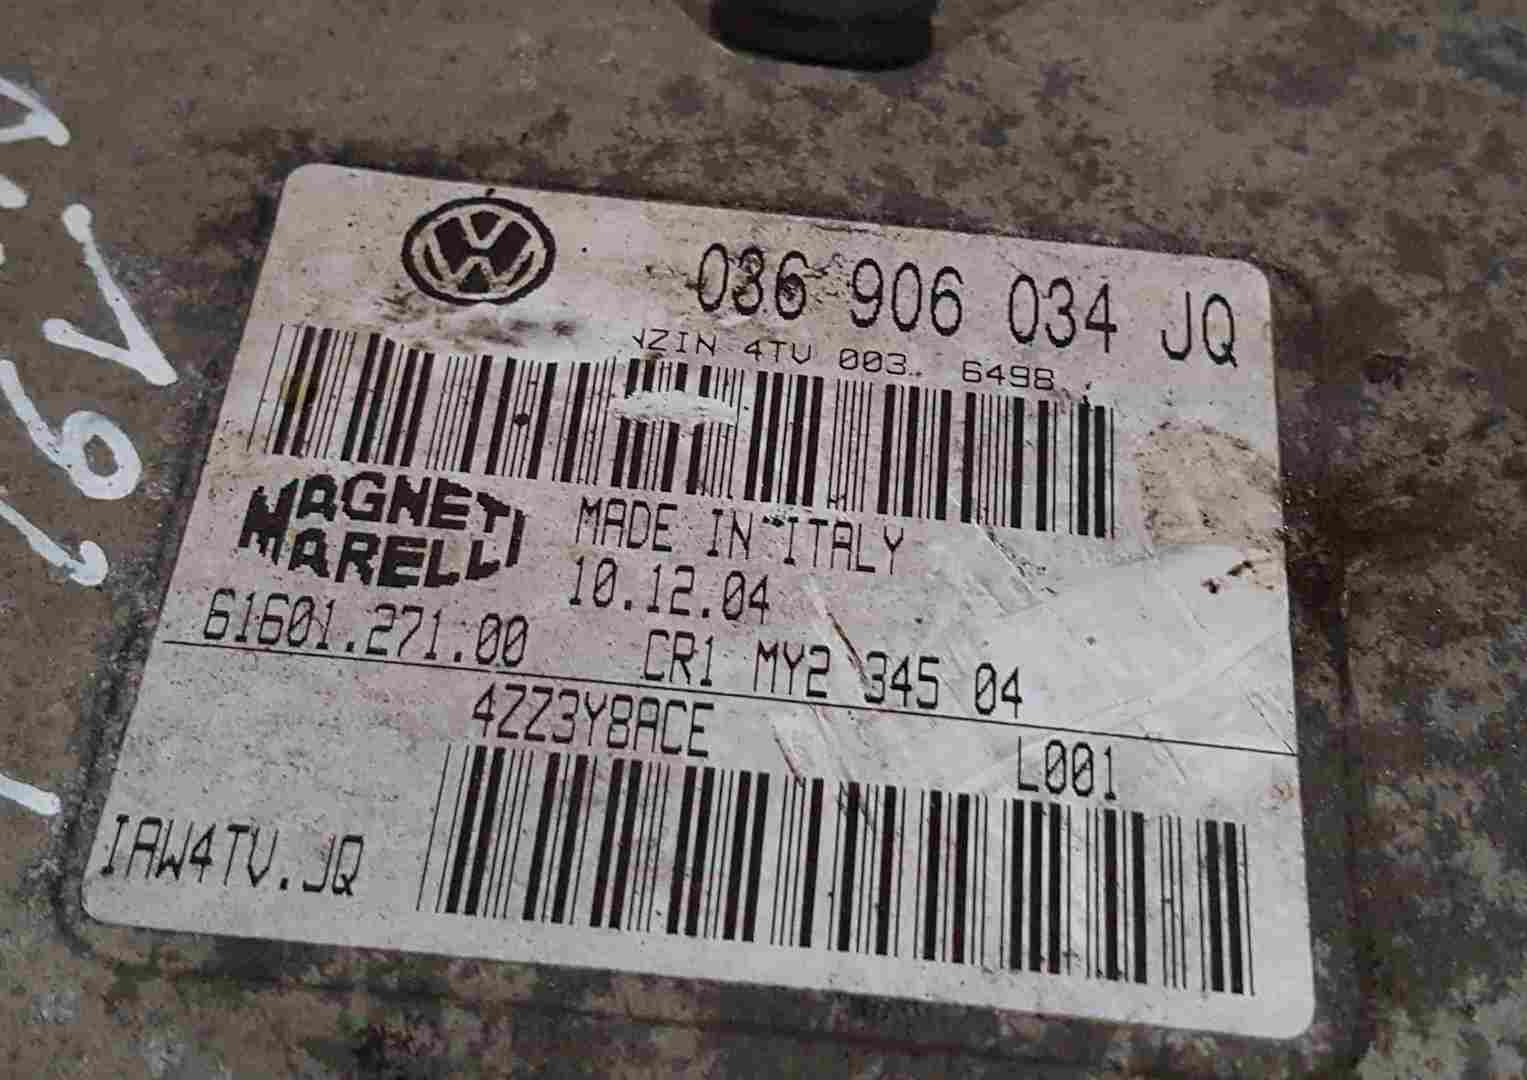 036 906 034 JQ
4TV 003 6498
MAGNETI
MARELLI
MADE IN ITALY
10.12.04
61601.271.00
CR1 MY2 345 04
4ZZ3Y8ACE
L001
IAW4TV.JQ